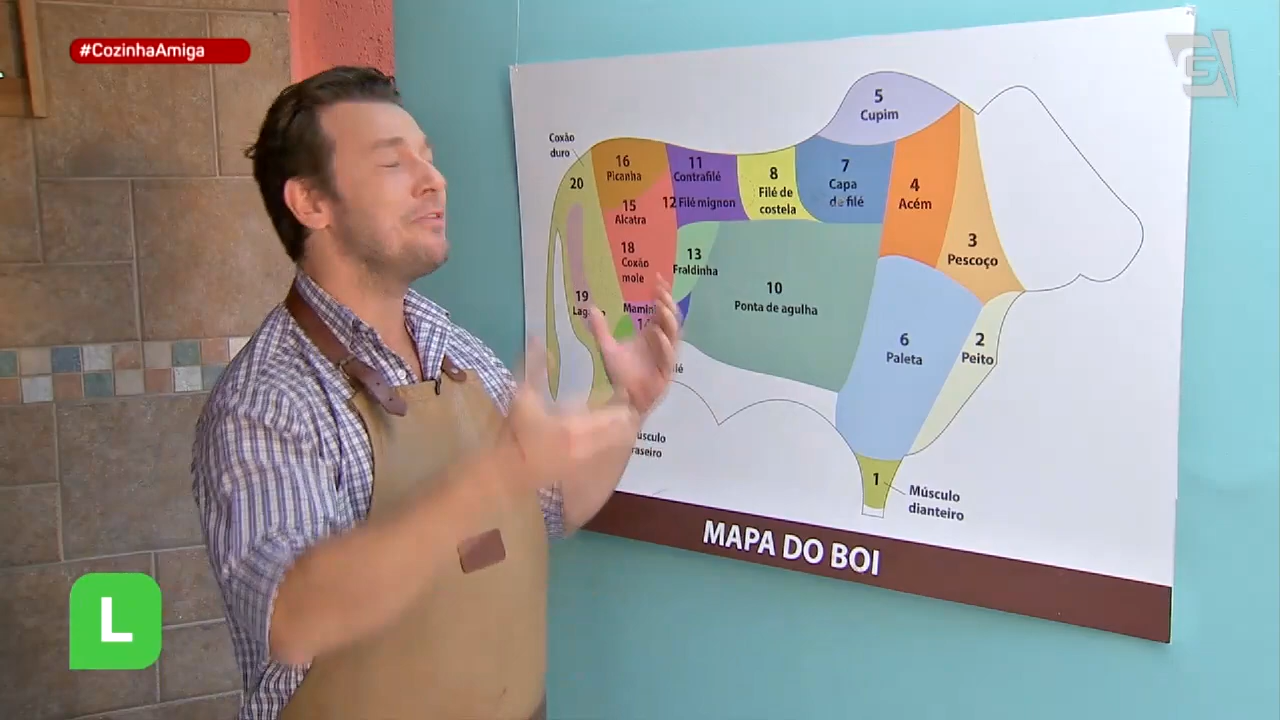 #CozinhaAmiga
G
5
Cupim
Coxão
duro
16
Picanha
11
Contrafilé
8
Filé de
costela
7
Capa
de filé
4
Acém
20
15
Alcatra
12 Filé mignon
3
Pescoço
18
Coxão
mole
13
Fraldinha
10
Ponta de agulha
19
6
Paleta
2
Peito
1
Músculo
dianteiro
MAPA DO BOI
L